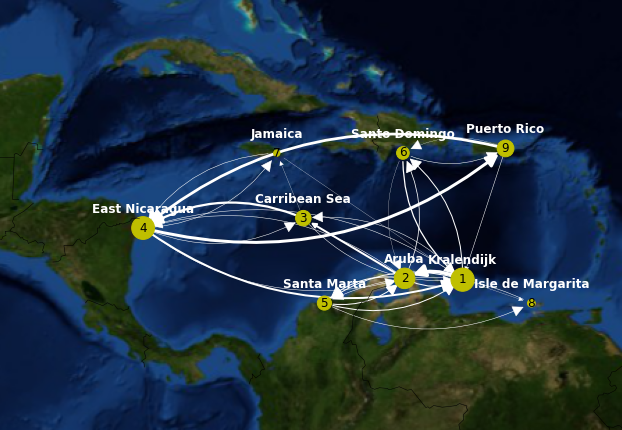 Puerto Rico
Jamaica
Santo Domingo
9
7
6
Carribean Sea
East Nicaragua
3
4
Aruba
Kralendijk
2
1
Santa Marta
Isle de Margarita
5
8